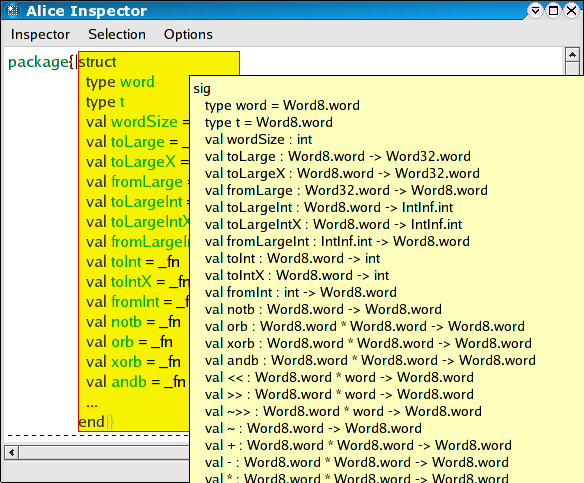 Alice Inspector
Inspector Selection Options
package{|struct
type word
type t
val wordSize =
val toLarge = _
val toLargeX =
val fromLarge =
val toLargeInt
val toLargeIntX
val fromLargeI
val toInt = _fn
val toIntX = _fn
val fromInt = _f
val notb = _fn
val orb = _fn
val xorb = _fn
val andb = _fn
...
end|}
sig
type word = Word8.word
type t = Word8.word
val wordSize : int
val toLarge : Word8.word -> Word32.word
val toLargeX : Word8.word -> Word32.word
val fromLarge : Word32.word -> Word8.word
val toLargeInt : Word8.word -> IntInf.int
val toLargeIntX : Word8.word -> IntInf.int
val fromLargeInt : IntInf.int -> Word8.word
val toInt : Word8.word -> int
val toIntX : Word8.word -> int
val fromInt : int -> Word8.word
val notb : Word8.word -> Word8.word
val orb : Word8.word * Word8.word -> Word8.word
val xorb : Word8.word * Word8.word -> Word8.word
val andb : Word8.word * Word8.word -> Word8.word
val << : Word8.word * word -> Word8.word
val >> : Word8.word * word -> Word8.word
val ~>> : Word8.word * word -> Word8.word
val ~ : Word8.word -> Word8.word
val + : Word8.word * Word8.word -> Word8.word
val - : Word8.word * Word8.word -> Word8.word
val * : Word8.word * Word8.word -> Word8.word